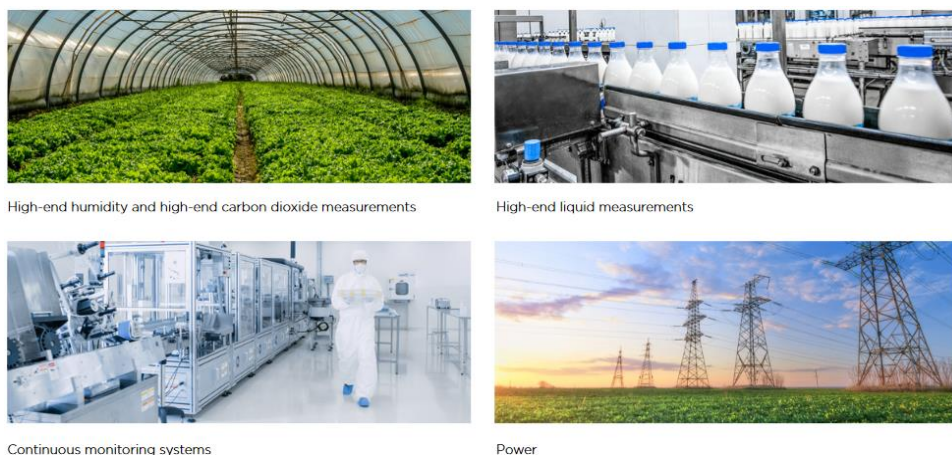 High-end humidity and high-end carbon dioxide measurements
High-end liquid measurements
Continuous monitoring systems
Power